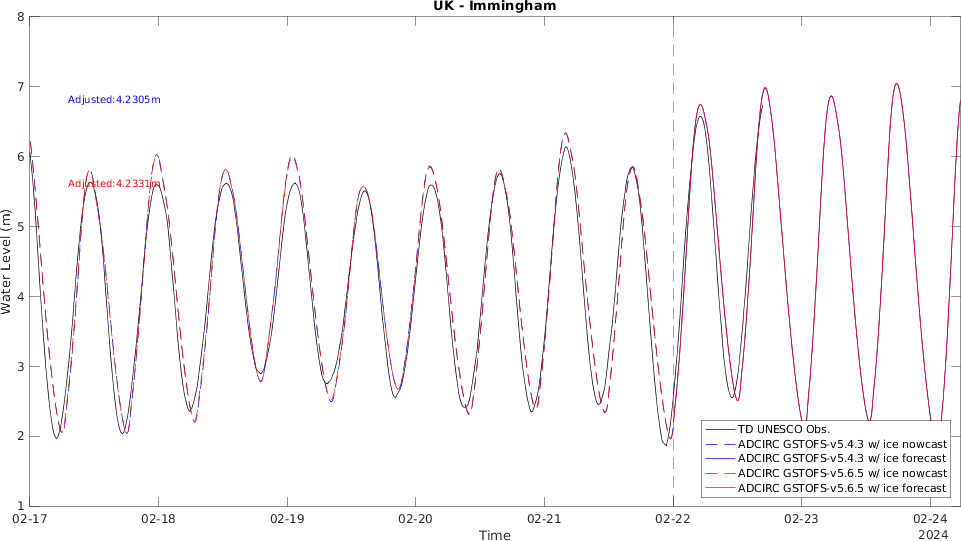 UK - Immingham
8
7
6
5
4
3
2
1
Water Level (m)
Adjusted:4.2305m
Adjusted:4.2331m
TD UNESCO Obs.
ADCIRC GSTOFS-v5.4.3 w/ ice nowcast
ADCIRC GSTOFS-v5.4.3 w/ ice forecast
ADCIRC GSTOFS-v5.6.5 w/ ice nowcast
ADCIRC GSTOFS-v5.6.5 w/ ice forecast
02-17 02-18 02-19 02-20 02-21 02-22 02-23 02-24
2024
Time